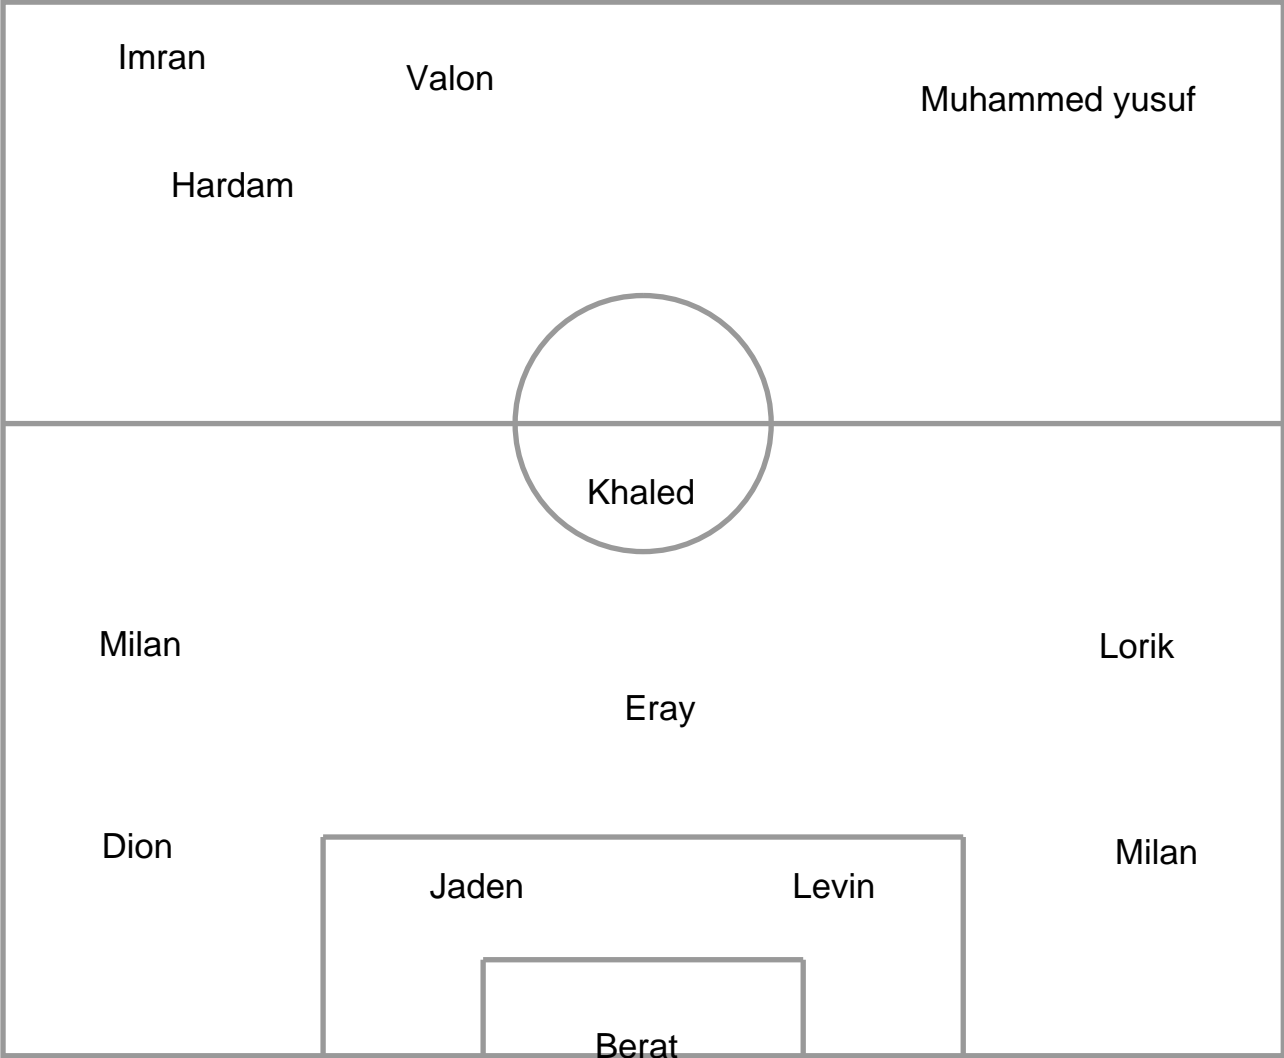 Imran
Valon
Muhammed yusuf
Hardam
Khaled
Milan
Lorik
Eray
Dion
Milan
Jaden
Levin
Berat